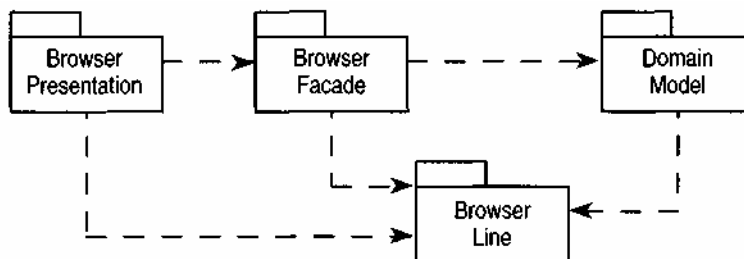 Browser
Presentation
Browser
Facade
Domain
Model
Browser
Line